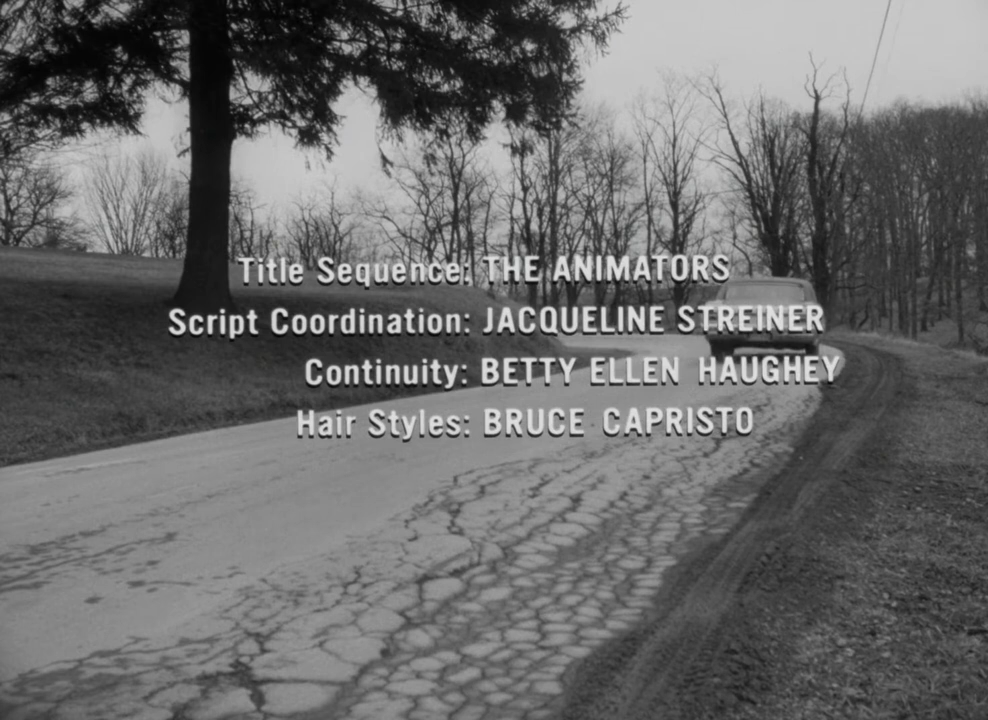 Title Sequence: THE ANIMATORS
Script Coordination: JACQUELINE STREINER
Continuity: BETTY ELLEN HAUGHEY
Hair Styles: BRUCE CAPRISTO